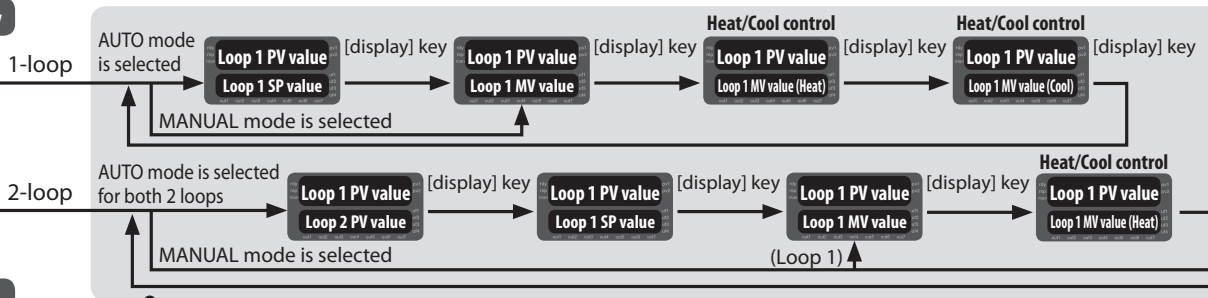 Heat/Cool control
Heat/Cool control
AUTO mode
is selected
1-loop
Loop 1 PV value
Loop 1 SP value
[display] key
Loop 1 PV value
Loop 1 MV value
[display] key
Loop 1 PV value
Loop 1 MV value (Heat)
[display] key
Loop 1 PV value
Loop 1 MV value (Cool)
[display] key
MANUAL mode is selected
Heat/Cool control
AUTO mode is selected
for both 2 loops
2-loop
Loop 1 PV value
Loop 2 PV value
[display] key
Loop 1 PV value
Loop 1 SP value
[display] key
Loop 1 PV value
Loop 1 MV value
[display] key
Loop 1 PV value
Loop 1 MV value (Heat)
MANUAL mode is selected
(Loop 1)